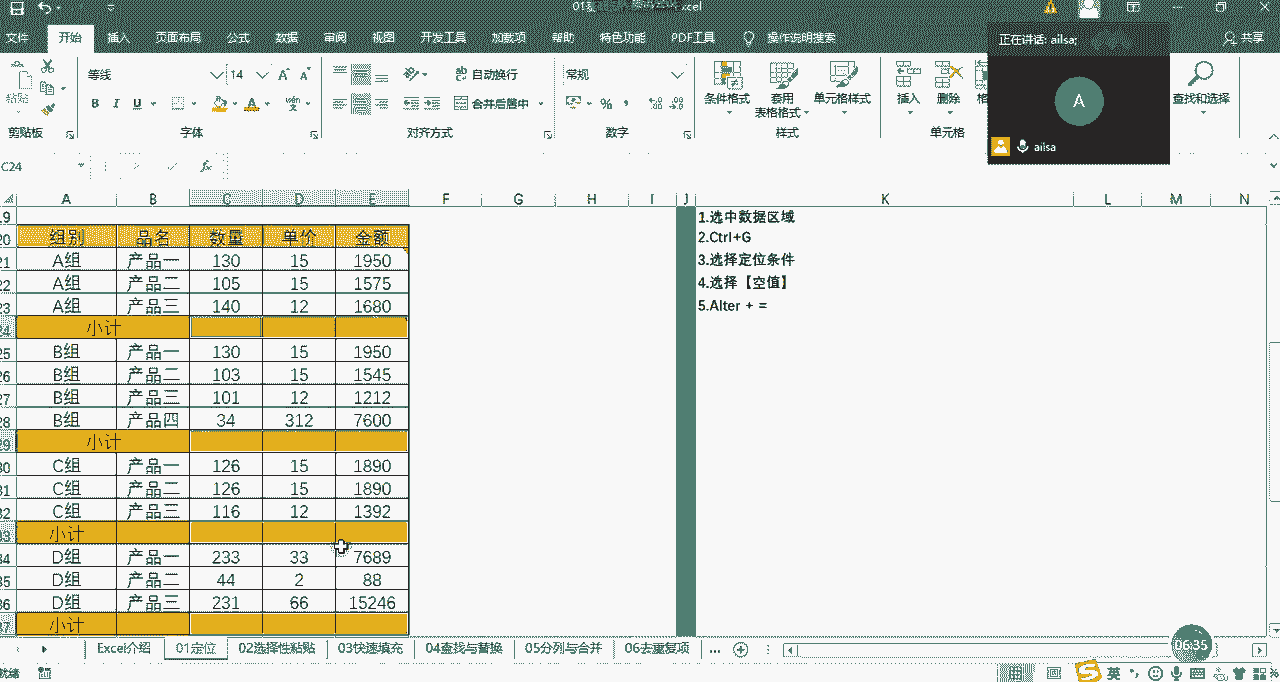 01
xcel
文件 开始 插入 页面布局 公式 数据 审阅 视图 开发工具 加载项 帮助 特色功能 PDF工具 操作说明搜索 共享
正在讲话: ailsa;
A
ailsa
粘贴
等线 14
B I U
自动换行
合并后居中
常规
% ,
条件格式 套用表格格式 单元格样式 插入 删除 格 查找和选择
剪贴板 字体 对齐方式 数字 样式 单元格
C24 fx
A B C D E F G H I J K L M N
19 1.选中数据区域
20 组别 品名 数量 单价 金额 2.Ctrl+G
21 A组 产品一 130 15 1950 3.选择定位条件
22 A组 产品二 105 15 1575 4.选择【空值】
23 A组 产品三 140 12 1680 5.Alter + =
24 小计
25 B组 产品一 130 15 1950
26 B组 产品二 103 15 1545
27 B组 产品三 101 12 1212
28 B组 产品四 34 312 7600
29 小计
30 C组 产品一 126 15 1890
31 C组 产品二 126 15 1890
32 C组 产品三 116 12 1392
33 小计
34 D组 产品一 233 33 7689
35 D组 产品二 44 2 88
36 D组 产品三 231 66 15246
37 小计
Excel介绍 01定位 02选择性粘贴 03快速填充 04查找与替换 05分列与合并 06去重复项 ...
06:35
就绪
英